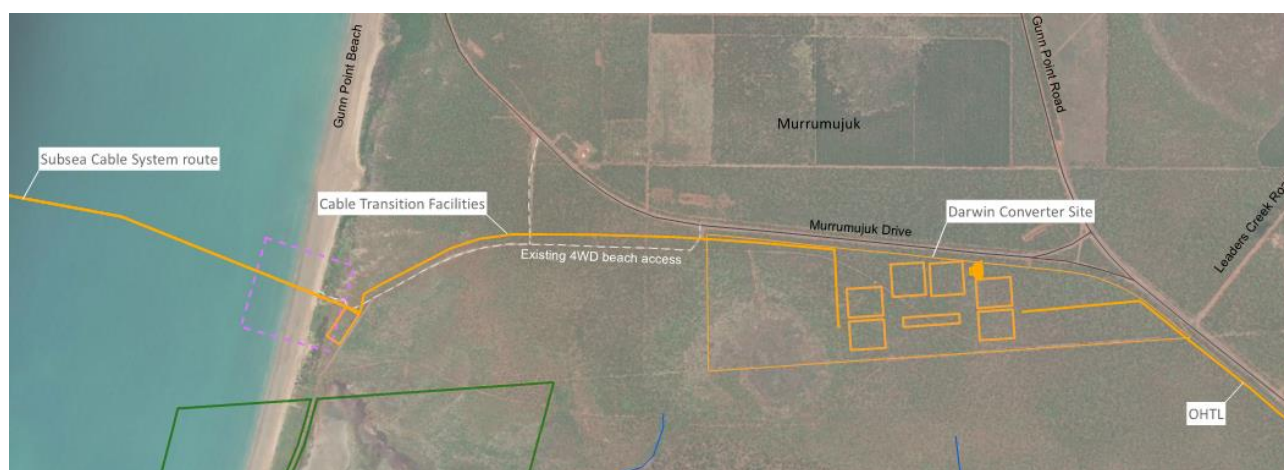 Gunn Point Beach
Gunn Point Road
Murrumujuk
Subsea Cable System route
Cable Transition Facilities
Darwin Converter Site
Murrumujuk Drive
Leaders Creek Ro
Existing 4WD beach access
OHTL